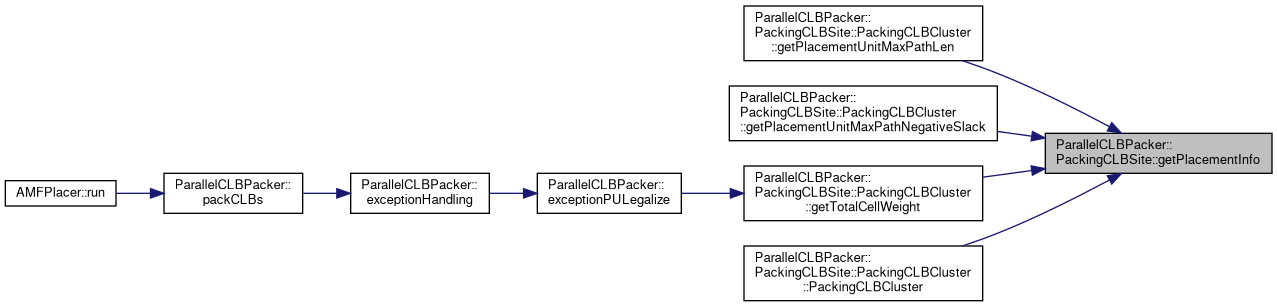 ParallelCLBPacker::
PackingCLBSite::PackingCLBCluster
::getPlacementUnitMaxPathLen
ParallelCLBPacker::
PackingCLBSite::PackingCLBCluster
::getPlacementUnitMaxPathNegativeSlack
ParallelCLBPacker::
PackingCLBSite::getPlacementInfo
AMFPlacer::run
ParallelCLBPacker::
packCLBs
ParallelCLBPacker::
exceptionHandling
ParallelCLBPacker::
exceptionPULegalize
ParallelCLBPacker::
PackingCLBSite::PackingCLBCluster
::getTotalCellWeight
ParallelCLBPacker::
PackingCLBSite::PackingCLBCluster
::PackingCLBCluster